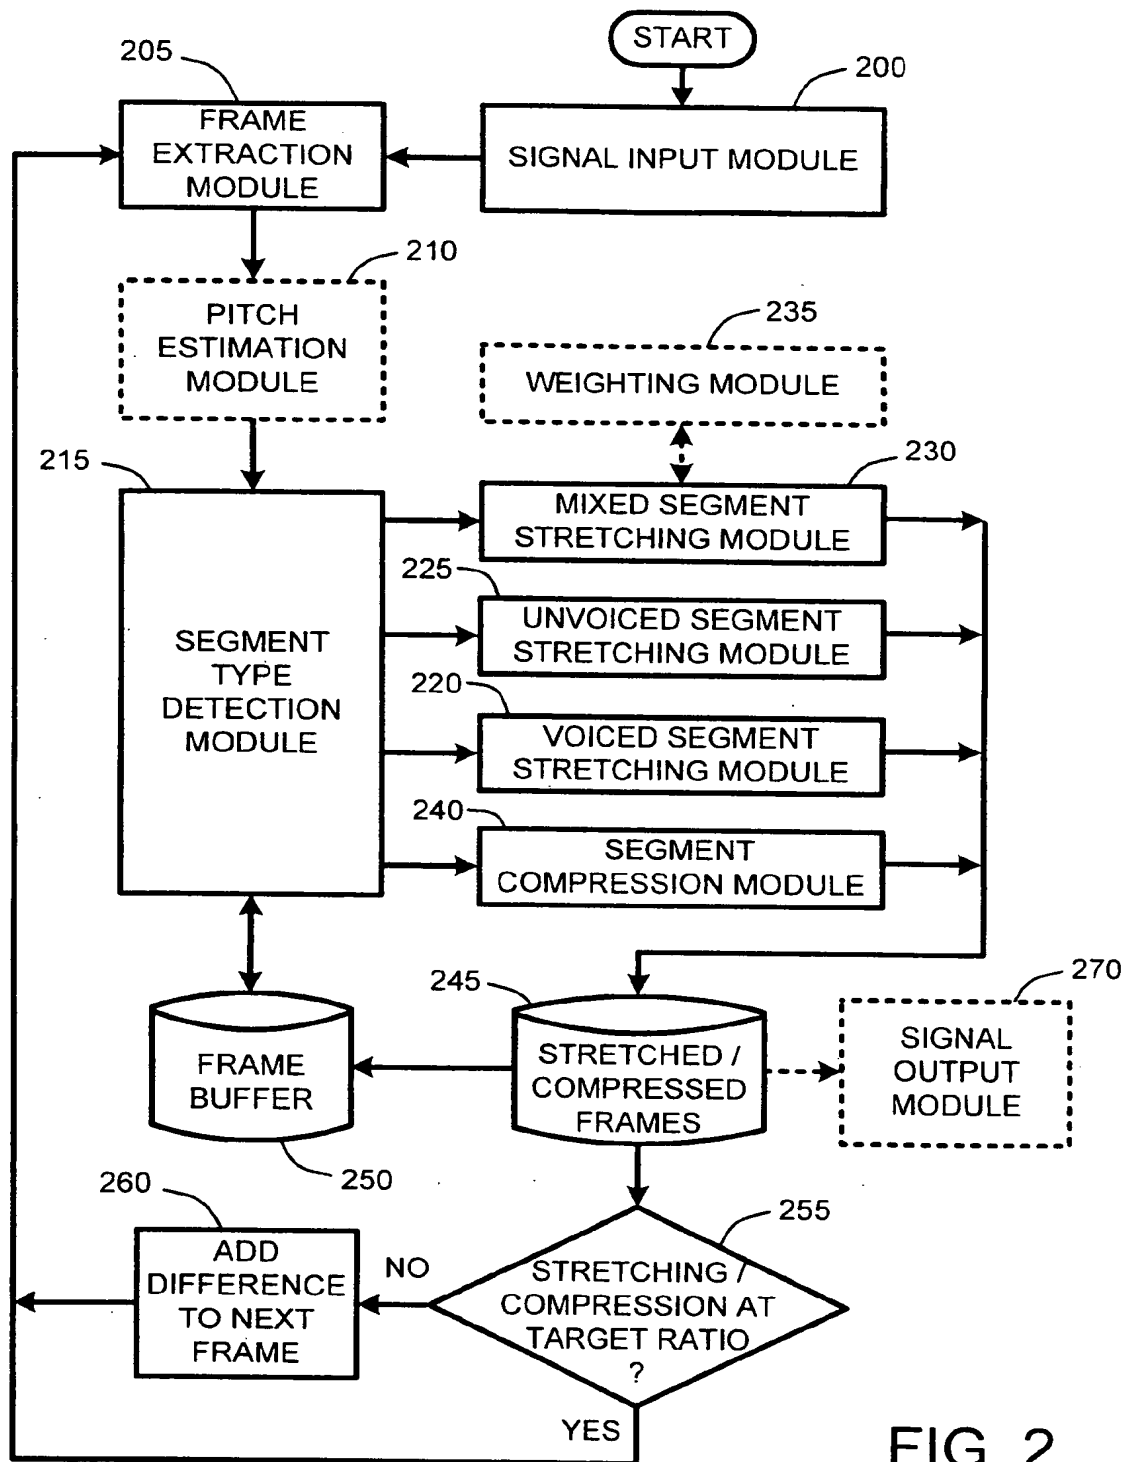 START
205
200
FRAME
EXTRACTION
MODULE
SIGNAL INPUT MODULE
210
PITCH
ESTIMATION
MODULE
235
WEIGHTING MODULE
215
230
MIXED SEGMENT
STRETCHING MODULE
225
UNVOICED SEGMENT
STRETCHING MODULE
SEGMENT
TYPE
DETECTION
MODULE
220
VOICED SEGMENT
STRETCHING MODULE
240
SEGMENT
COMPRESSION MODULE
245
270
FRAME
BUFFER
STRETCHED /
COMPRESSED
FRAMES
SIGNAL
OUTPUT
MODULE
250
260
255
ADD
DIFFERENCE
TO NEXT
FRAME
NO
STRETCHING /
COMPRESSION AT
TARGET RATIO
?
YES
FIG. 2